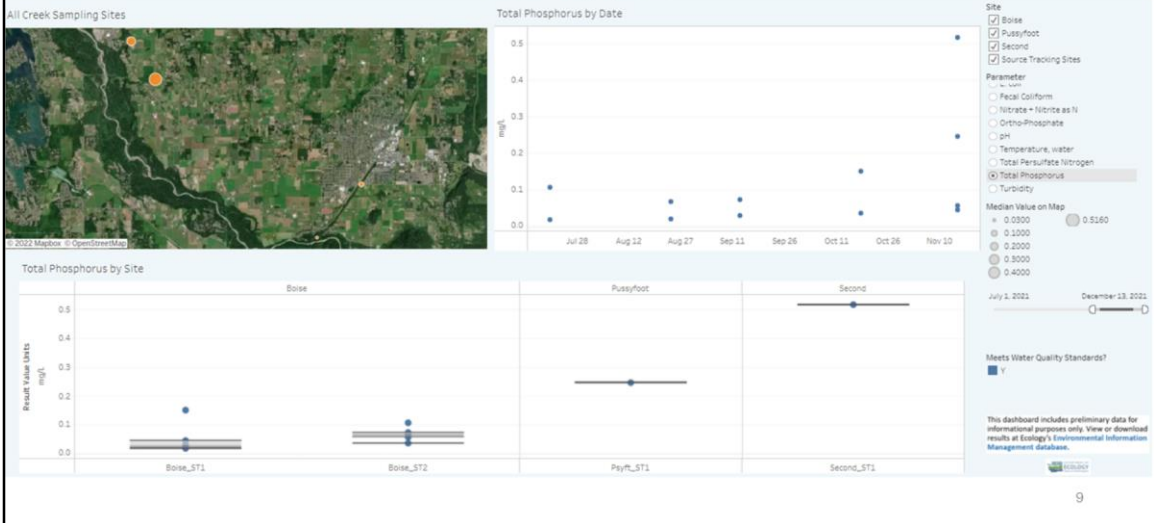 All Creek Sampling Sites
© 2022 Mapbox © OpenStreetMap
Total Phosphorus by Date
mg/L
0.5
0.4
0.3
0.2
0.1
0.0
Jul 28
Aug 12
Aug 27
Sep 11
Sep 26
Oct 11
Oct 26
Nov 10
Site
Boise
Pussyfoot
Second
Source Tracking Sites
Parameter
E. coli
Fecal Coliform
Nitrate + Nitrite as N
Ortho-Phosphate
pH
Temperature, water
Total Persulfate Nitrogen
Total Phosphorus
Turbidity
Median Value on Map
0.0300
0.5160
0.1000
0.2000
0.3000
0.4000
July 1, 2021
December 13, 2021
Meets Water Quality Standards?
Y
This dashboard includes preliminary data for
informational purposes only. View or download
results at Ecology's Environmental Information
Management database.
ECOLOGY
Total Phosphorus by Site
Boise
Pussyfoot
Second
Result Value Units
mg/L
0.5
0.4
0.3
0.2
0.1
0.0
Boise_ST1
Boise_ST2
Psyft_ST1
Second_ST1
9